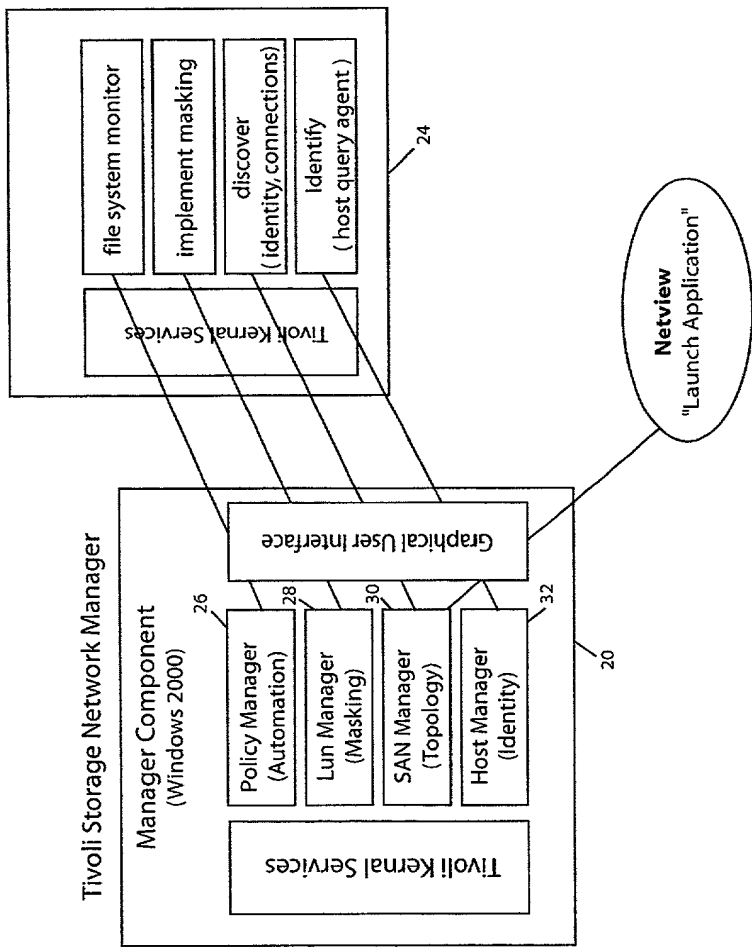 Tivoli Storage Network Manager
Manager Component
(Windows 2000)
Tivoli Kernal Services
Policy Manager
(Automation)
26
Lun Manager
(Masking)
28
SAN Manager
(Topology)
30
Host Manager
(Identity)
32
Graphical User Interface
20
Tivoli Kernal Services
file system monitor
implement masking
discover
(identity, connections)
Identify
(host query agent)
24
Netview
"Launch Application"